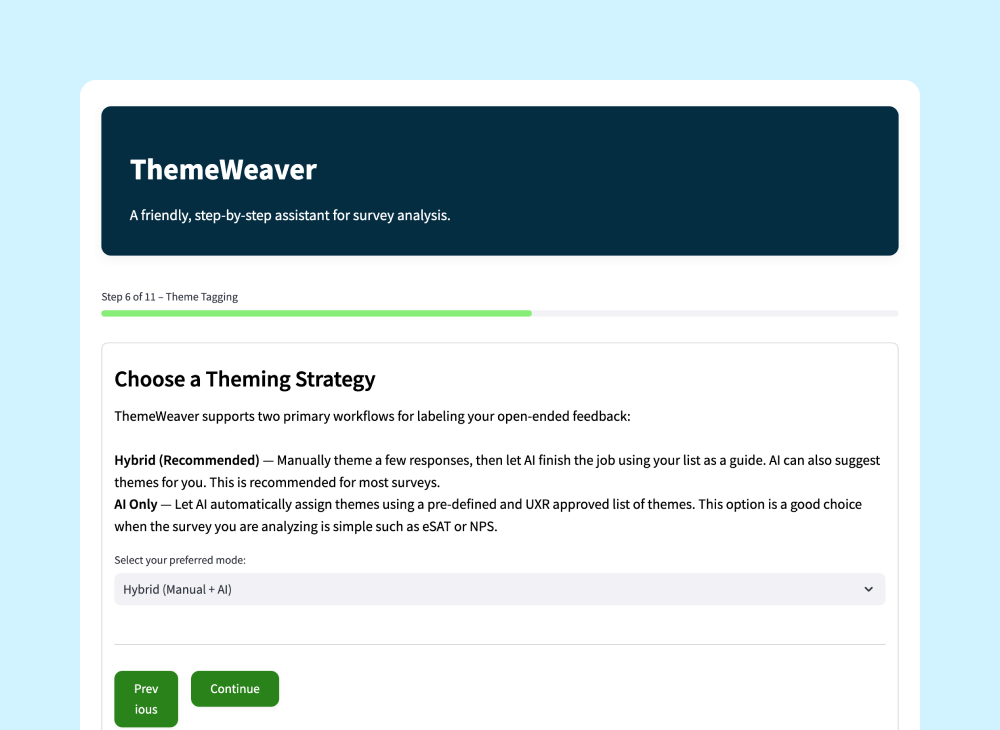 ThemeWeaver
A friendly, step-by-step assistant for survey analysis.
Step 6 of 11 – Theme Tagging
Choose a Theming Strategy
ThemeWeaver supports two primary workflows for labeling your open-ended feedback:
Hybrid (Recommended) — Manually theme a few responses, then let AI finish the job using your list as a guide. AI can also suggest
themes for you. This is recommended for most surveys.
AI Only — Let AI automatically assign themes using a pre-defined and UXR approved list of themes. This option is a good choice
when the survey you are analyzing is simple such as eSAT or NPS.
Select your preferred mode:
Hybrid (Manual + AI)
Prev
ious
Continue